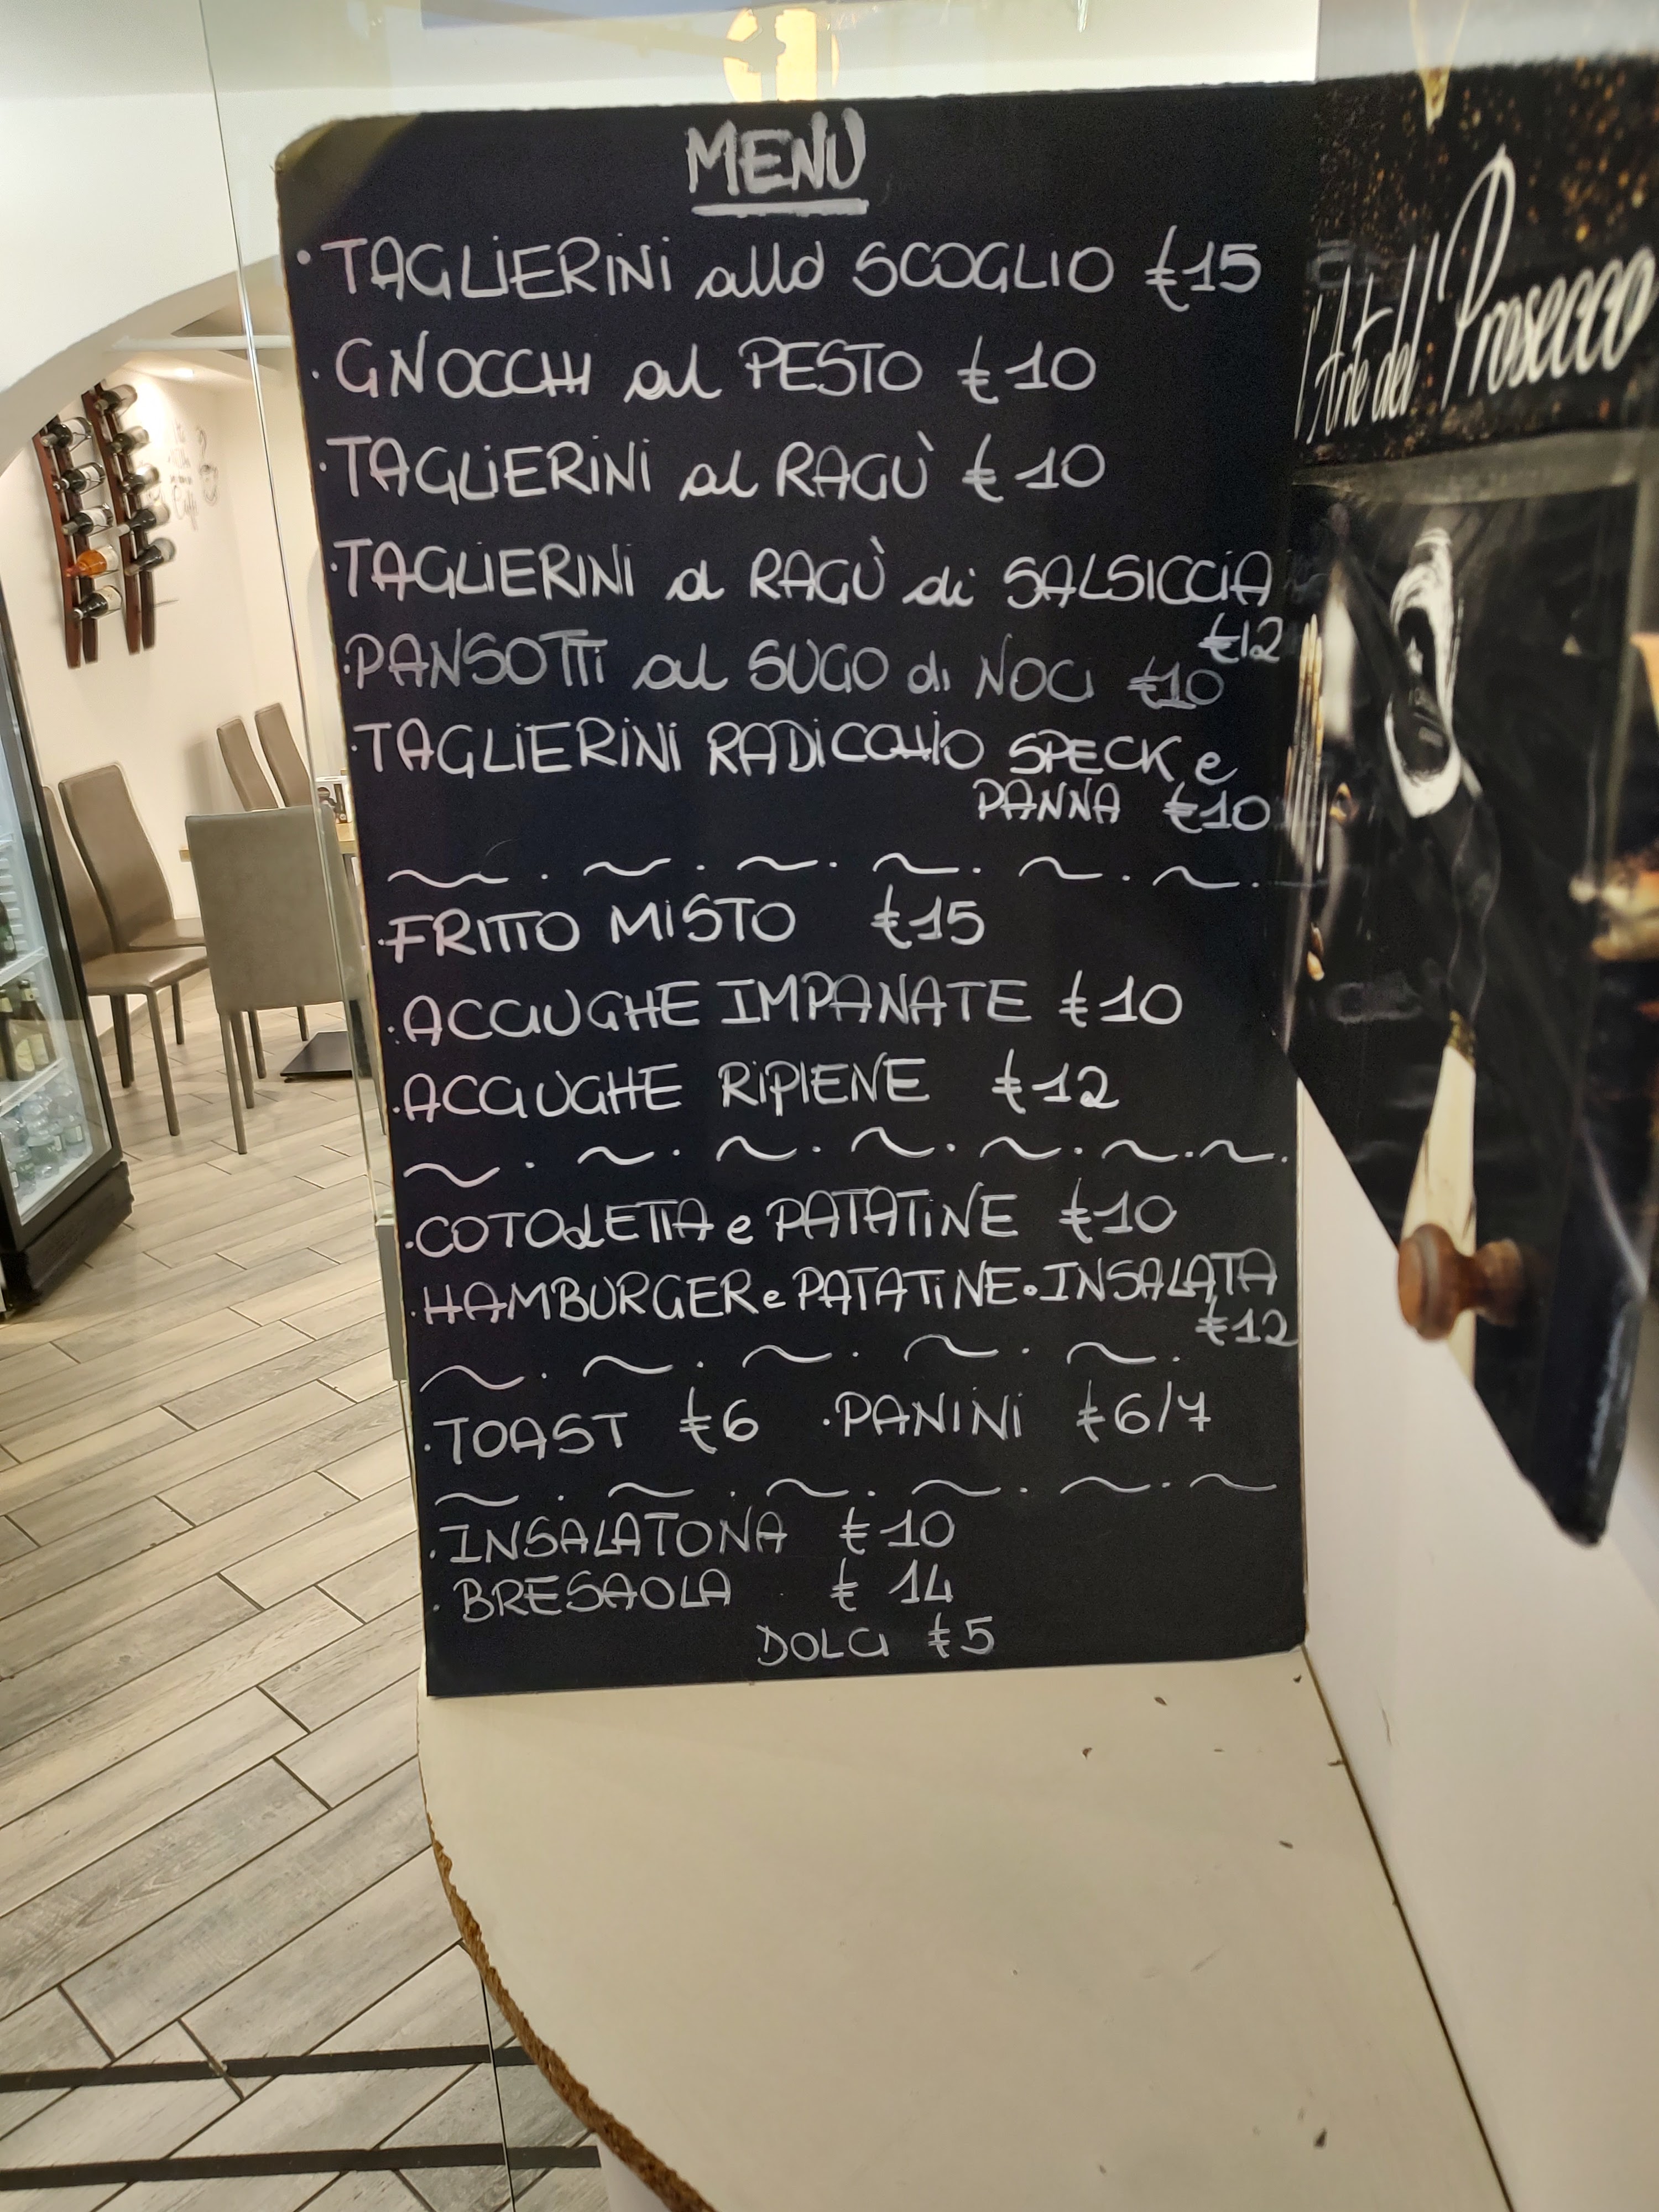 MENU
• TAGLIERINI allo SCOGLIO €15
• GNOCCHI al PESTO €10
• TAGLIERINI al RAGÙ €10
• TAGLIERINI al RAGÙ di SALSICCIA
€12
• PANSOTTI al SUGO di NOCI €10
• TAGLIERINI RADICCHIO SPECK e
PANNA €10
~ . ~ . ~ . ~ . ~ . ~ .
• FRITTO MISTO €15
• ACCIUGHE IMPANATE €10
• ACCIUGHE RIPIENE €12
~ . ~ . ~ . ~ . ~ . ~ . ~ .
• COTOLETTA e PATATINE €10
• HAMBURGER e PATATINE o INSALATA
€12
~ . ~ . ~ . ~ . ~ .
• TOAST €6 • PANINI €6/7
~ . ~ . ~ . ~ . ~ . ~
• INSALATONA €10
• BRESAOLA €14
DOLCI €5
l'Arte del Prosecco